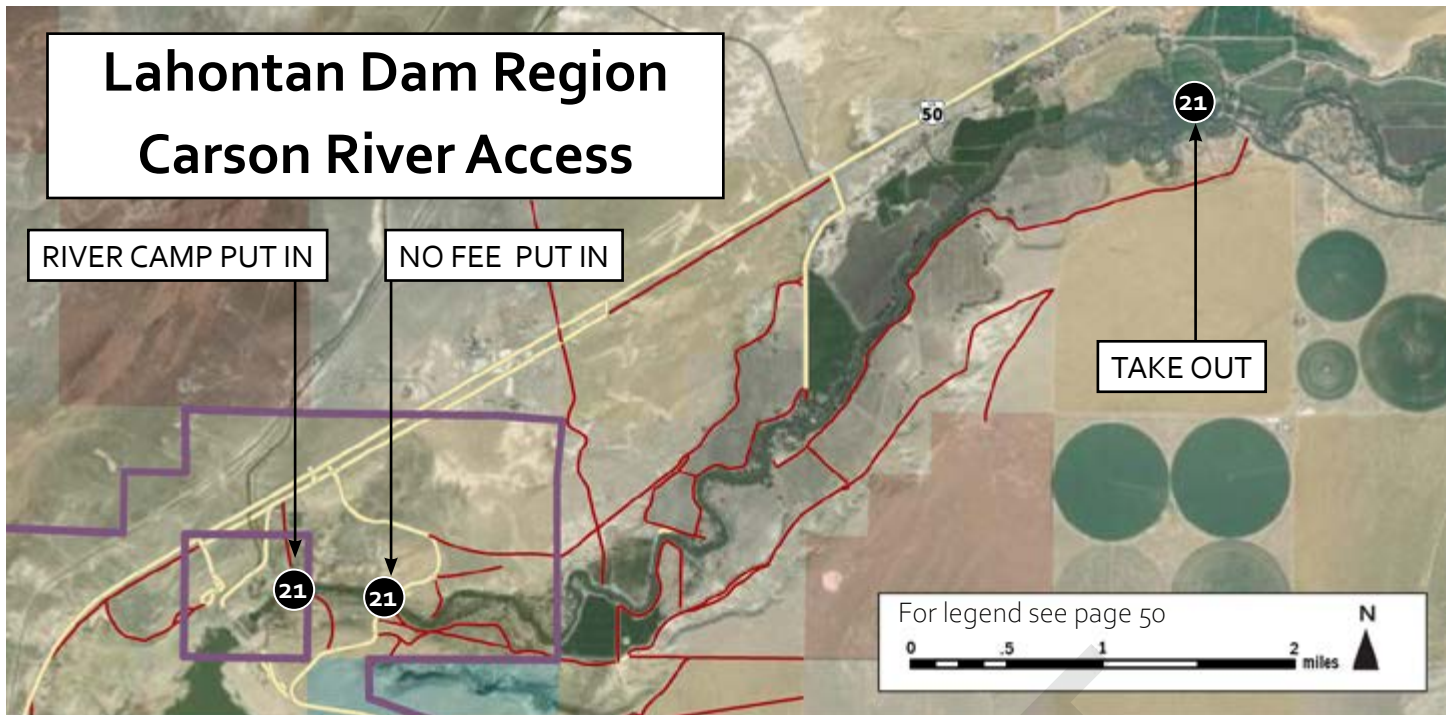 Lahontan Dam Region
Carson River Access
RIVER CAMP PUT IN
NO FEE PUT IN
50
21
TAKE OUT
21
21
For legend see page 50
N
0 .5 1 2 miles